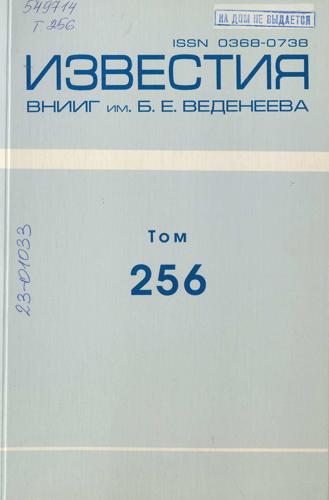 549714
Т 256
НА ДОМ НЕ ВЫДАЕТСЯ
ISSN 0368-0738
ИЗВЕСТИЯ
ВНИИГ им. Б. Е. ВЕДЕНЕЕВА
Том
256
23-01033